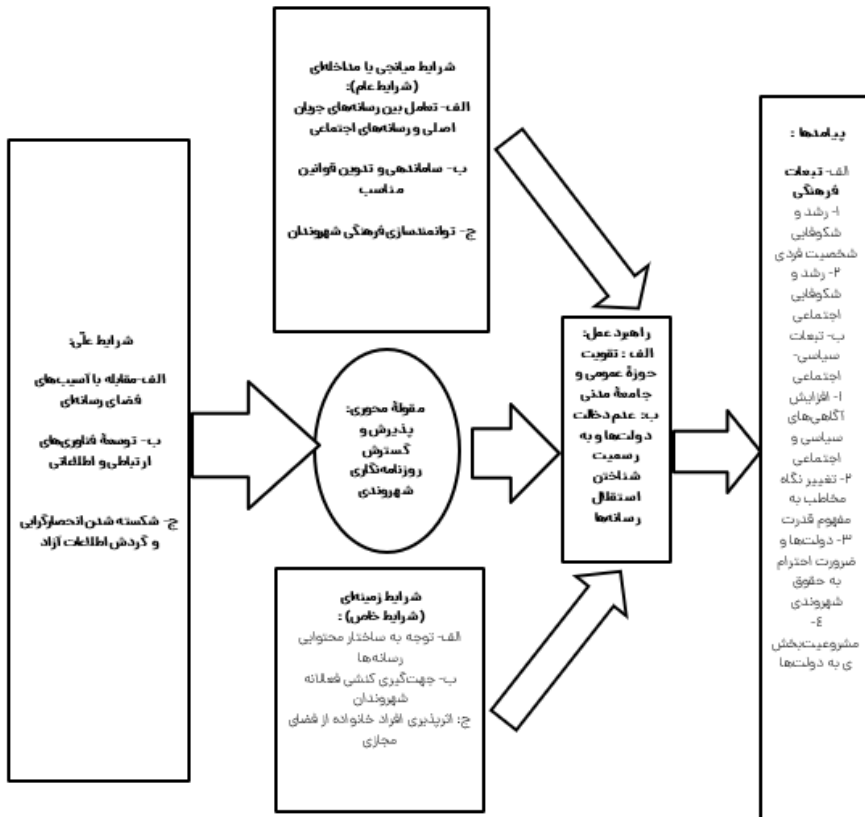 شرایط میانجی یا مداخله‌ای
(شرایط عام):
الف- تعامل بین رسانه‌های جریان
اصلی و رسانه‌های اجتماعی
ب- ساماندهی و تدوین قوانین
مناسب
ج- توانمندسازی فرهنگی شهروندان
شرایط علّی:
الف-مقابله با آسیب‌های
فضای رسانه‌ای
ب- توسعهٔ فناوری‌های
ارتباطی و اطلاعاتی
ج- شکسته شدن انحصارگرایی
و گردش اطلاعات آزاد
مقولهٔ محوری:
پذیرش و
گسترش
روزنامه‌نگاری
شهروندی
شرایط زمینه‌ای
(شرایط خاص) :
الف- توجه به ساختار محتوایی
رسانه‌ها
ب- جهت‌گیری کنشی فعالانه
شهروندان
ج: اثرپذیری افراد خانواده از فضای
مجازی
راهبرد عمل:
الف : تقویت
حوزهٔ عمومی و
جامعهٔ مدنی
ب: عدم دخالت
دولت‌ها و به
رسمیت
شناختن
استقلال
رسانه‌ها
پیامدها :
الف- تبعات
فرهنگی
۱- رشد و
شکوفایی
شخصیت فردی
۲- رشد و
شکوفایی
اجتماعی
ب- تبعات
سیاسی-
اجتماعی
۱- افزایش
آگاهی‌های
سیاسی و
اجتماعی
۲- تغییر نگاه
مخاطب به
مفهوم قدرت
۳- دولت‌ها و
ضرورت احترام
به حقوق
شهروندی
۴-
مشروعیت‌بخش
ی به دولت‌ها